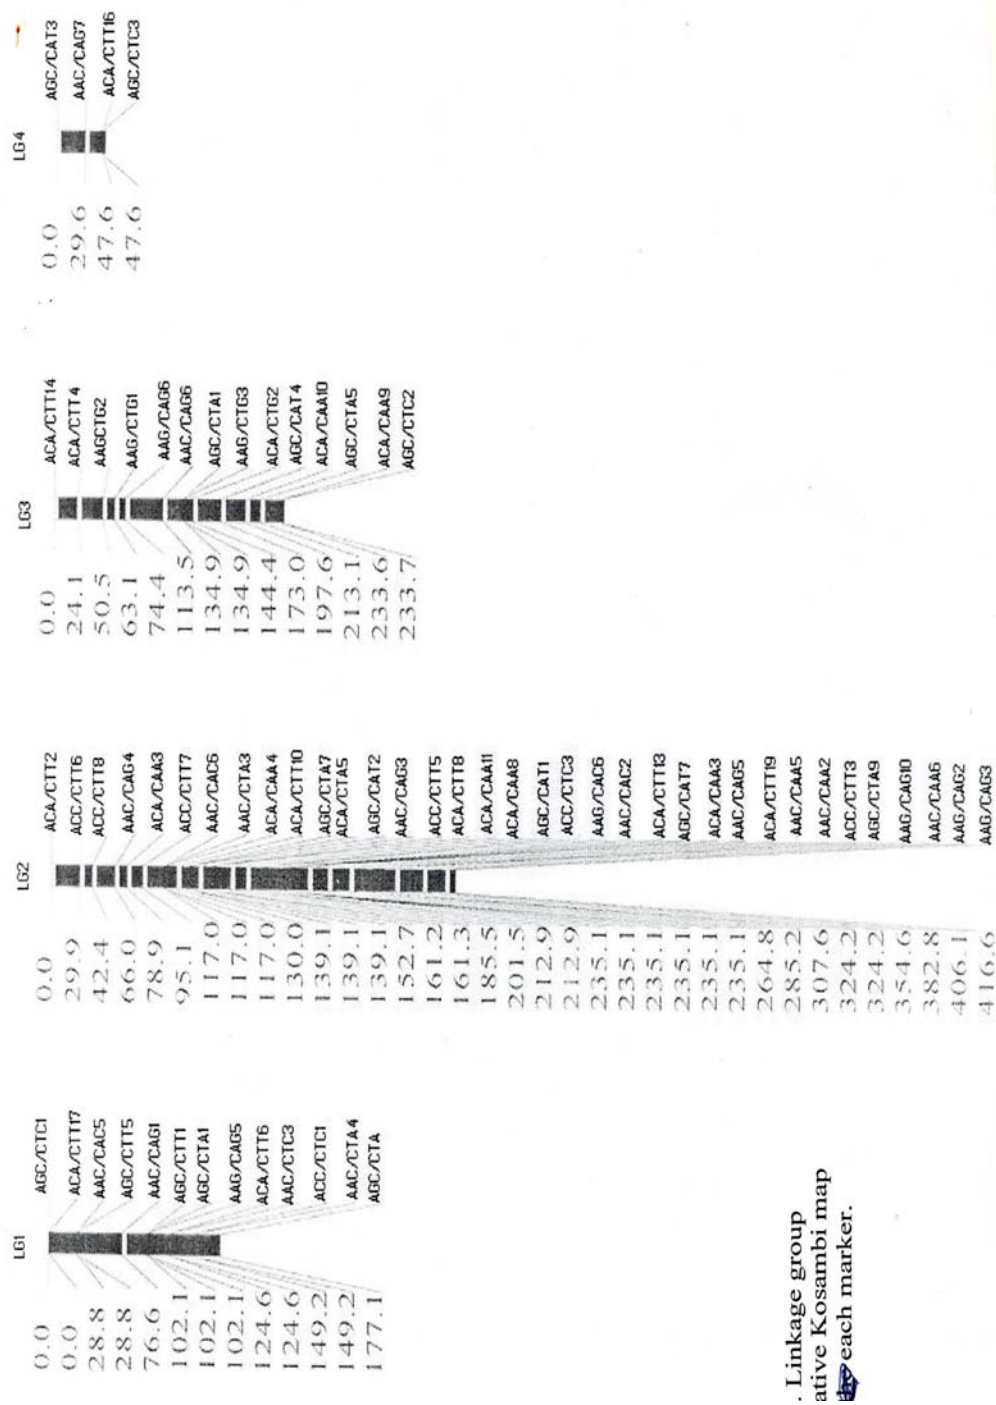 LG1
0.0 AGC/CTC1
0.0 ACA/CTT17
28.8 AAC/CAC5
28.8 AGC/CTT5
76.6 AAC/CAG1
102.1 AGC/CTT1
102.1 AGC/CTA1
102.1 AAG/CAG5
124.6 ACA/CTT6
124.6 AAC/CTC3
149.2 ACC/CTC1
149.2 AAC/CTA4
177.1 AGC/CTA
LG2
0.0 ACA/CTT2
29.9 ACC/CTT6
42.4 ACC/CTT8
66.0 AAC/CAG4
78.9 ACA/CAA3
95.1 ACC/CTT7
117.0 AAC/CAC6
117.0 AAC/CTA3
117.0 ACA/CAA4
130.0 ACA/CTT10
139.1 AGC/CTA7
139.1 ACA/CTA5
139.1 AGC/CAT2
152.7 AAC/CAG3
161.2 ACC/CTT5
161.3 ACA/CTT8
185.5 ACA/CAA11
201.5 ACA/CAA8
212.9 AGC/CAT1
212.9 ACC/CTC3
235.1 AAG/CAC6
235.1 AAC/CAC2
235.1 ACA/CTT13
235.1 AGC/CAT7
235.1 ACA/CAA3
235.1 AAC/CAG5
264.8 ACA/CTT19
285.2 AAC/CAA5
307.6 AAC/CAA2
324.2 ACC/CTT3
324.2 AGC/CTA9
354.6 AAG/CAG10
382.8 AAC/CAA6
406.1 AAG/CAG2
416.6 AAG/CAG3
LG3
0.0 ACA/CTT14
24.1 ACA/CTT4
50.5 AAGCTG2
63.1 AAG/CTG1
74.4 AAG/CAG6
113.5 AAC/CAG6
134.9 AGC/CTA1
134.9 AAG/CTG3
144.4 ACA/CTG2
173.0 AGC/CAT4
197.6 ACA/CAA10
213.1 AGC/CTA5
233.6 ACA/CAA9
233.7 AGC/CTC2
LG4
0.0 AGC/CAT3
29.6 AAC/CAG7
47.6 ACA/CTT16
47.6 AGC/CTC3
. Linkage group
ative Kosambi map
each marker.